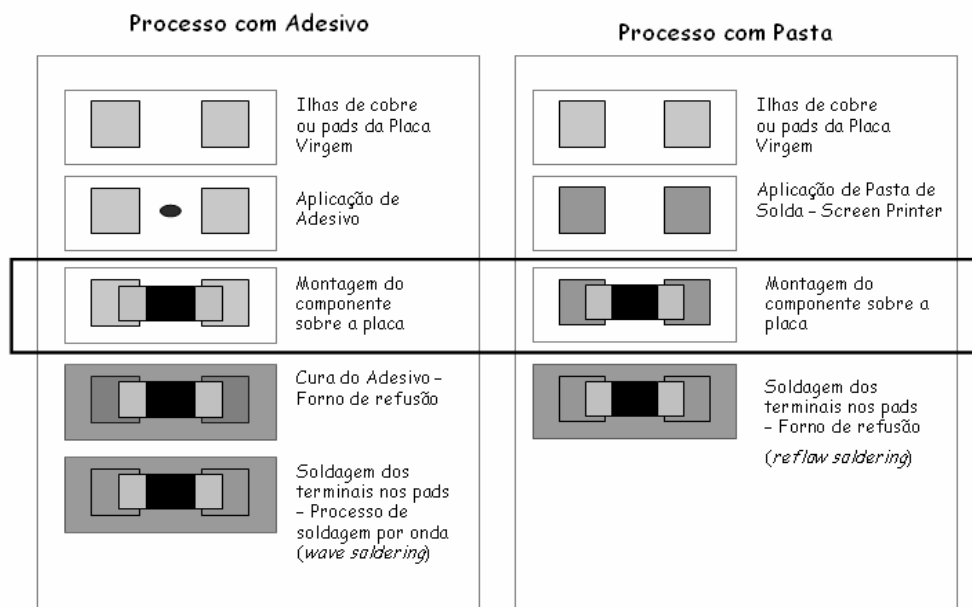 Processo com Adesivo
Ilhas de cobre
ou pads da Placa
Virgem
Aplicação de
Adesivo
Montagem do
componente
sobre a placa
Cura do Adesivo –
Forno de refusão
Soldagem dos
terminais nos pads
– Processo de
soldagem por onda
(wave soldering)
Processo com Pasta
Ilhas de cobre
ou pads da Placa
Virgem
Aplicação de Pasta de
Solda – Screen Printer
Montagem do
componente sobre a
placa
Soldagem dos
terminais nos pads
– Forno de refusão
(reflaw soldering)